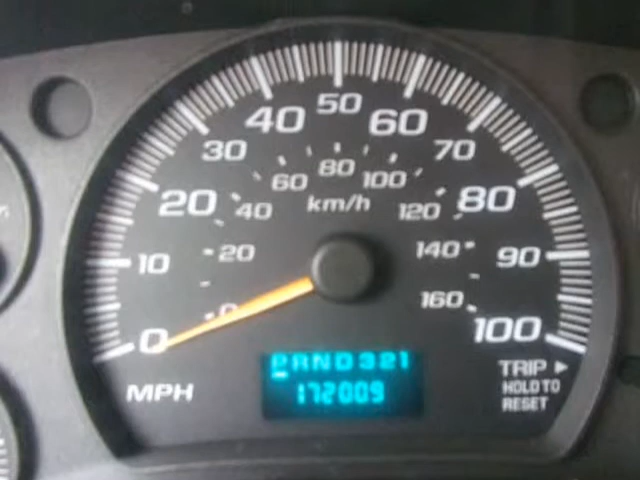 50
40 60
30 70
80
60 100
20 40 km/h 120 80
10 20 140 90
0 0 160 100
PRND321
172009
MPH
TRIP ▶
HOLD TO
RESET